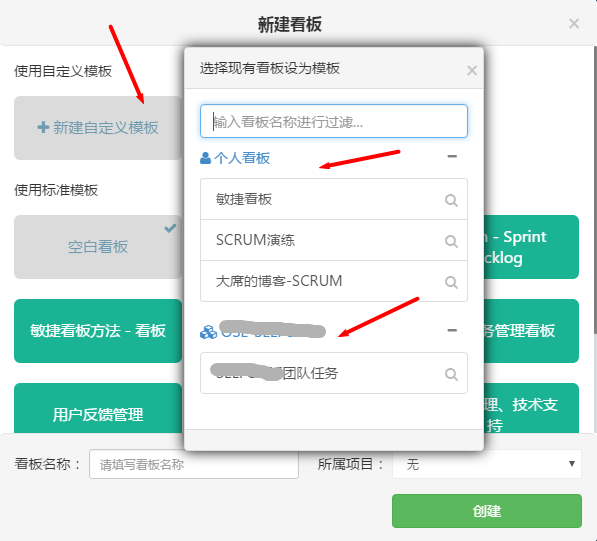 新建看板
×
使用自定义模板
新建自定义模板
使用标准模板
空白看板
敏捷看板方法 - 看板
用户反馈管理
选择现有看板设为模板
×
输入看板名称进行过滤...
个人看板
敏捷看板
SCRUM演练
大席的博客-SCRUM
团队任务
- Sprint
务管理看板
理、技术支
持
看板名称：
请填写看板名称
所属项目：
无
创建